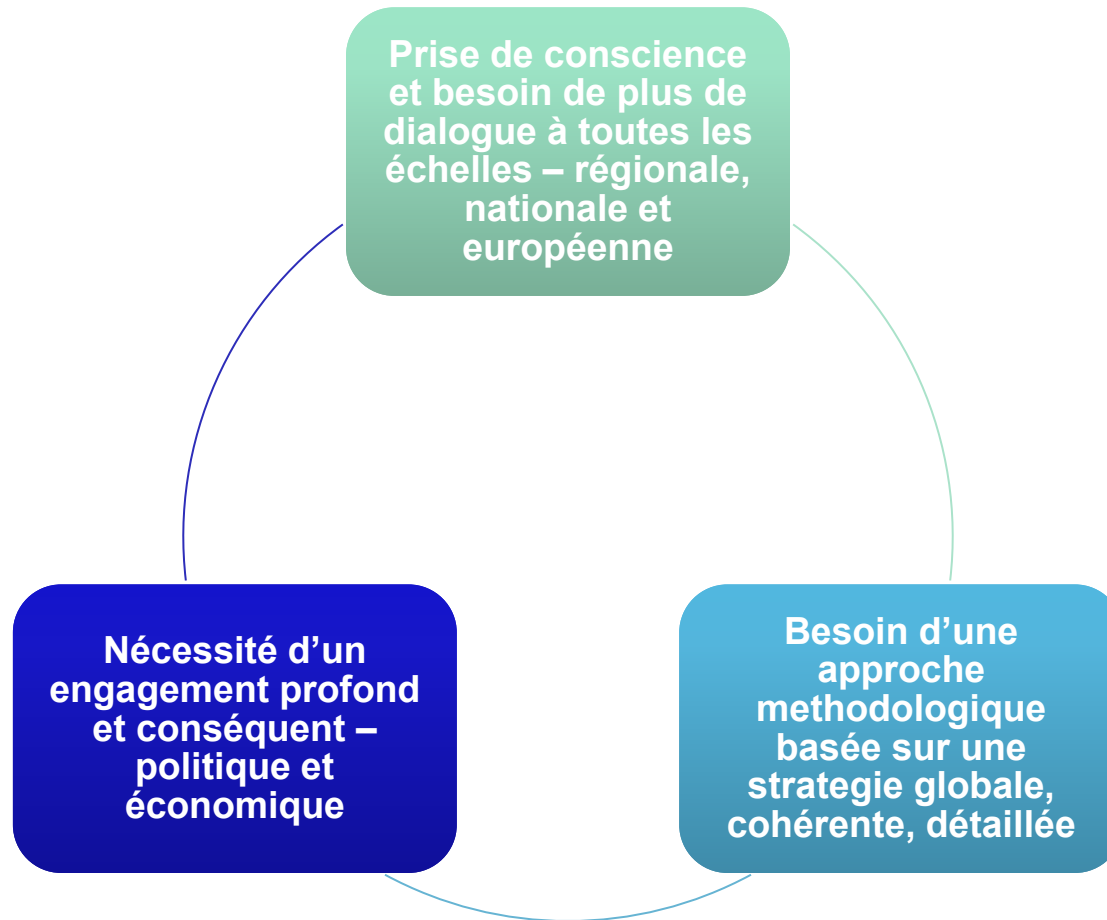 Prise de conscience
et besoin de plus de
dialogue à toutes les
échelles – régionale,
nationale et
européenne
Besoin d’une
approche
methodologique
basée sur une
strategie globale,
cohérente, détaillée
Nécessité d’un
engagement profond
et conséquent –
politique et
économique